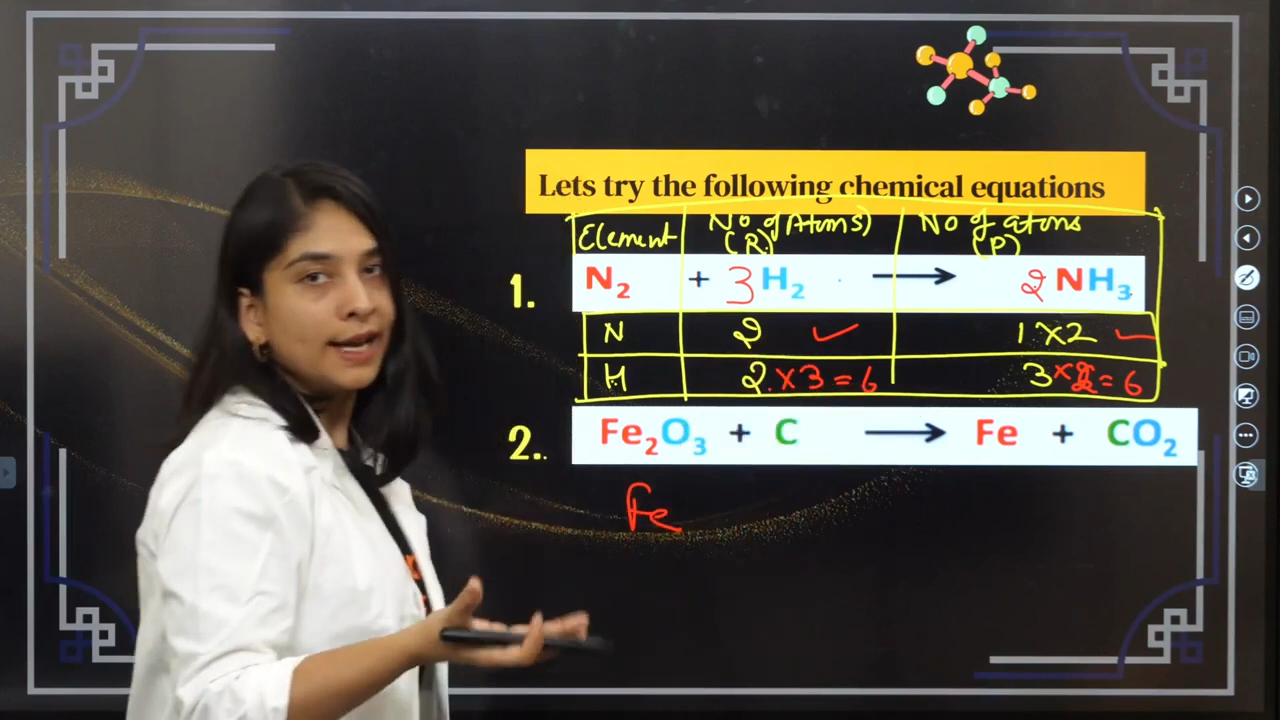 Lets try the following chemical equations
Element No of Atoms) (R) No of atoms (P)
1. N₂ + 3H₂ → 2NH₃
N 2 ✓ 1×2 ✓
H 2×3=6 3×2=6
2. Fe₂O₃ + C → Fe + CO₂
Fe